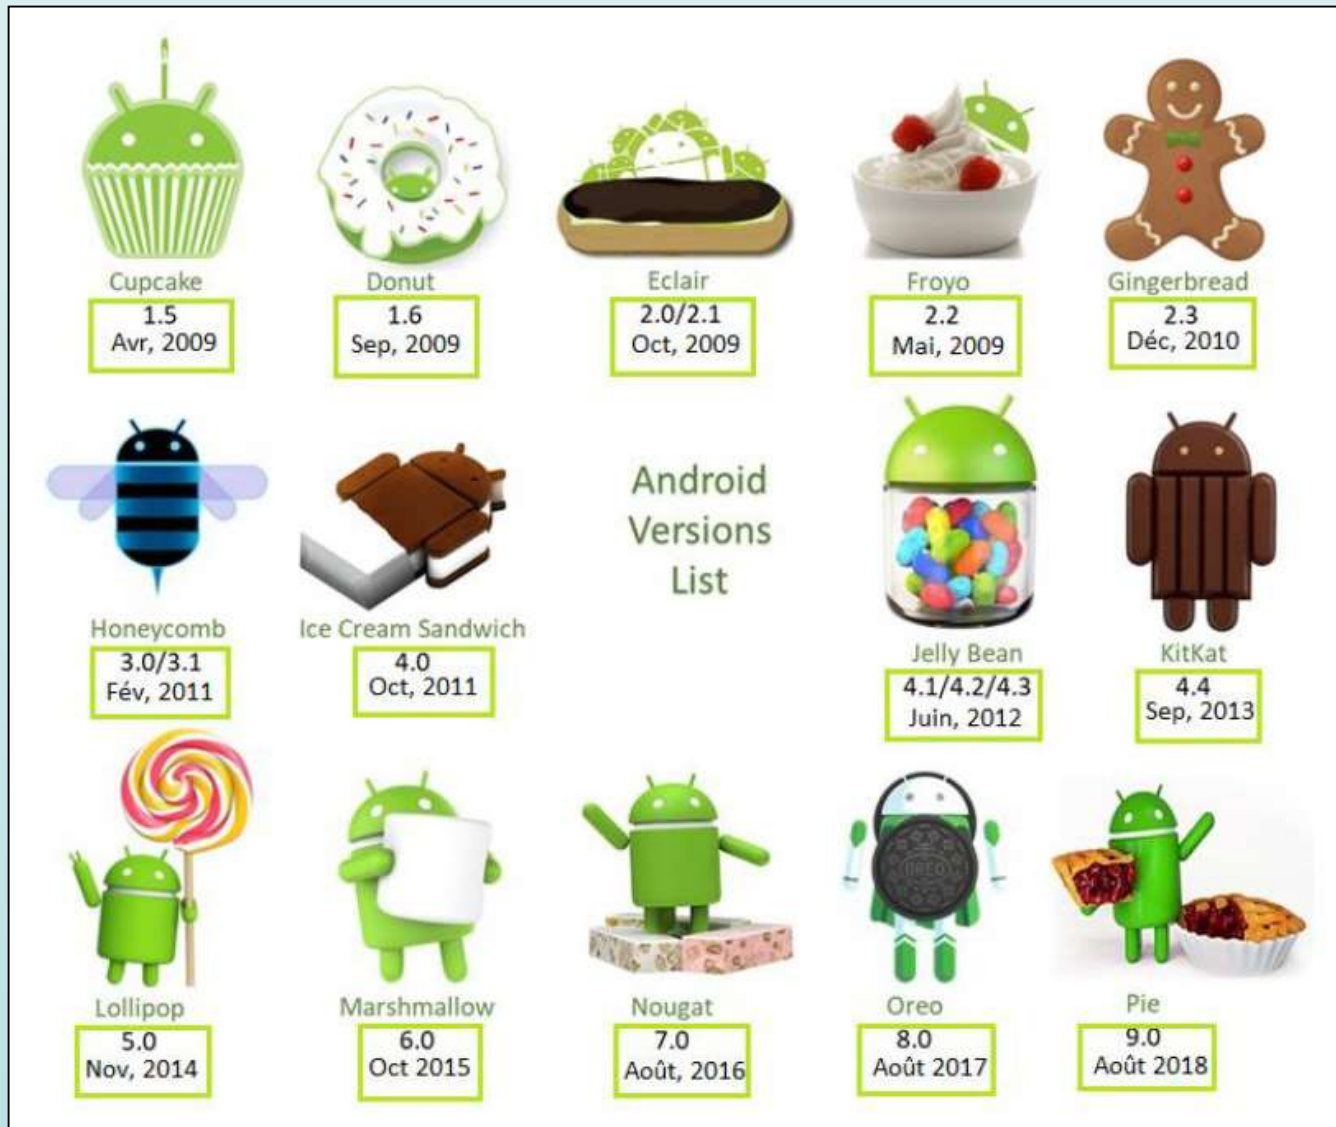 Cupcake
1.5
Avr, 2009
Donut
1.6
Sep, 2009
Eclair
2.0/2.1
Oct, 2009
Froyo
2.2
Mai, 2009
Gingerbread
2.3
Déc, 2010
Honeycomb
3.0/3.1
Fév, 2011
Ice Cream Sandwich
4.0
Oct, 2011
Android
Versions
List
Jelly Bean
4.1/4.2/4.3
Juin, 2012
KitKat
4.4
Sep, 2013
Lollipop
5.0
Nov, 2014
Marshmallow
6.0
Oct 2015
Nougat
7.0
Août, 2016
OREO
Oreo
8.0
Août 2017
Pie
9.0
Août 2018